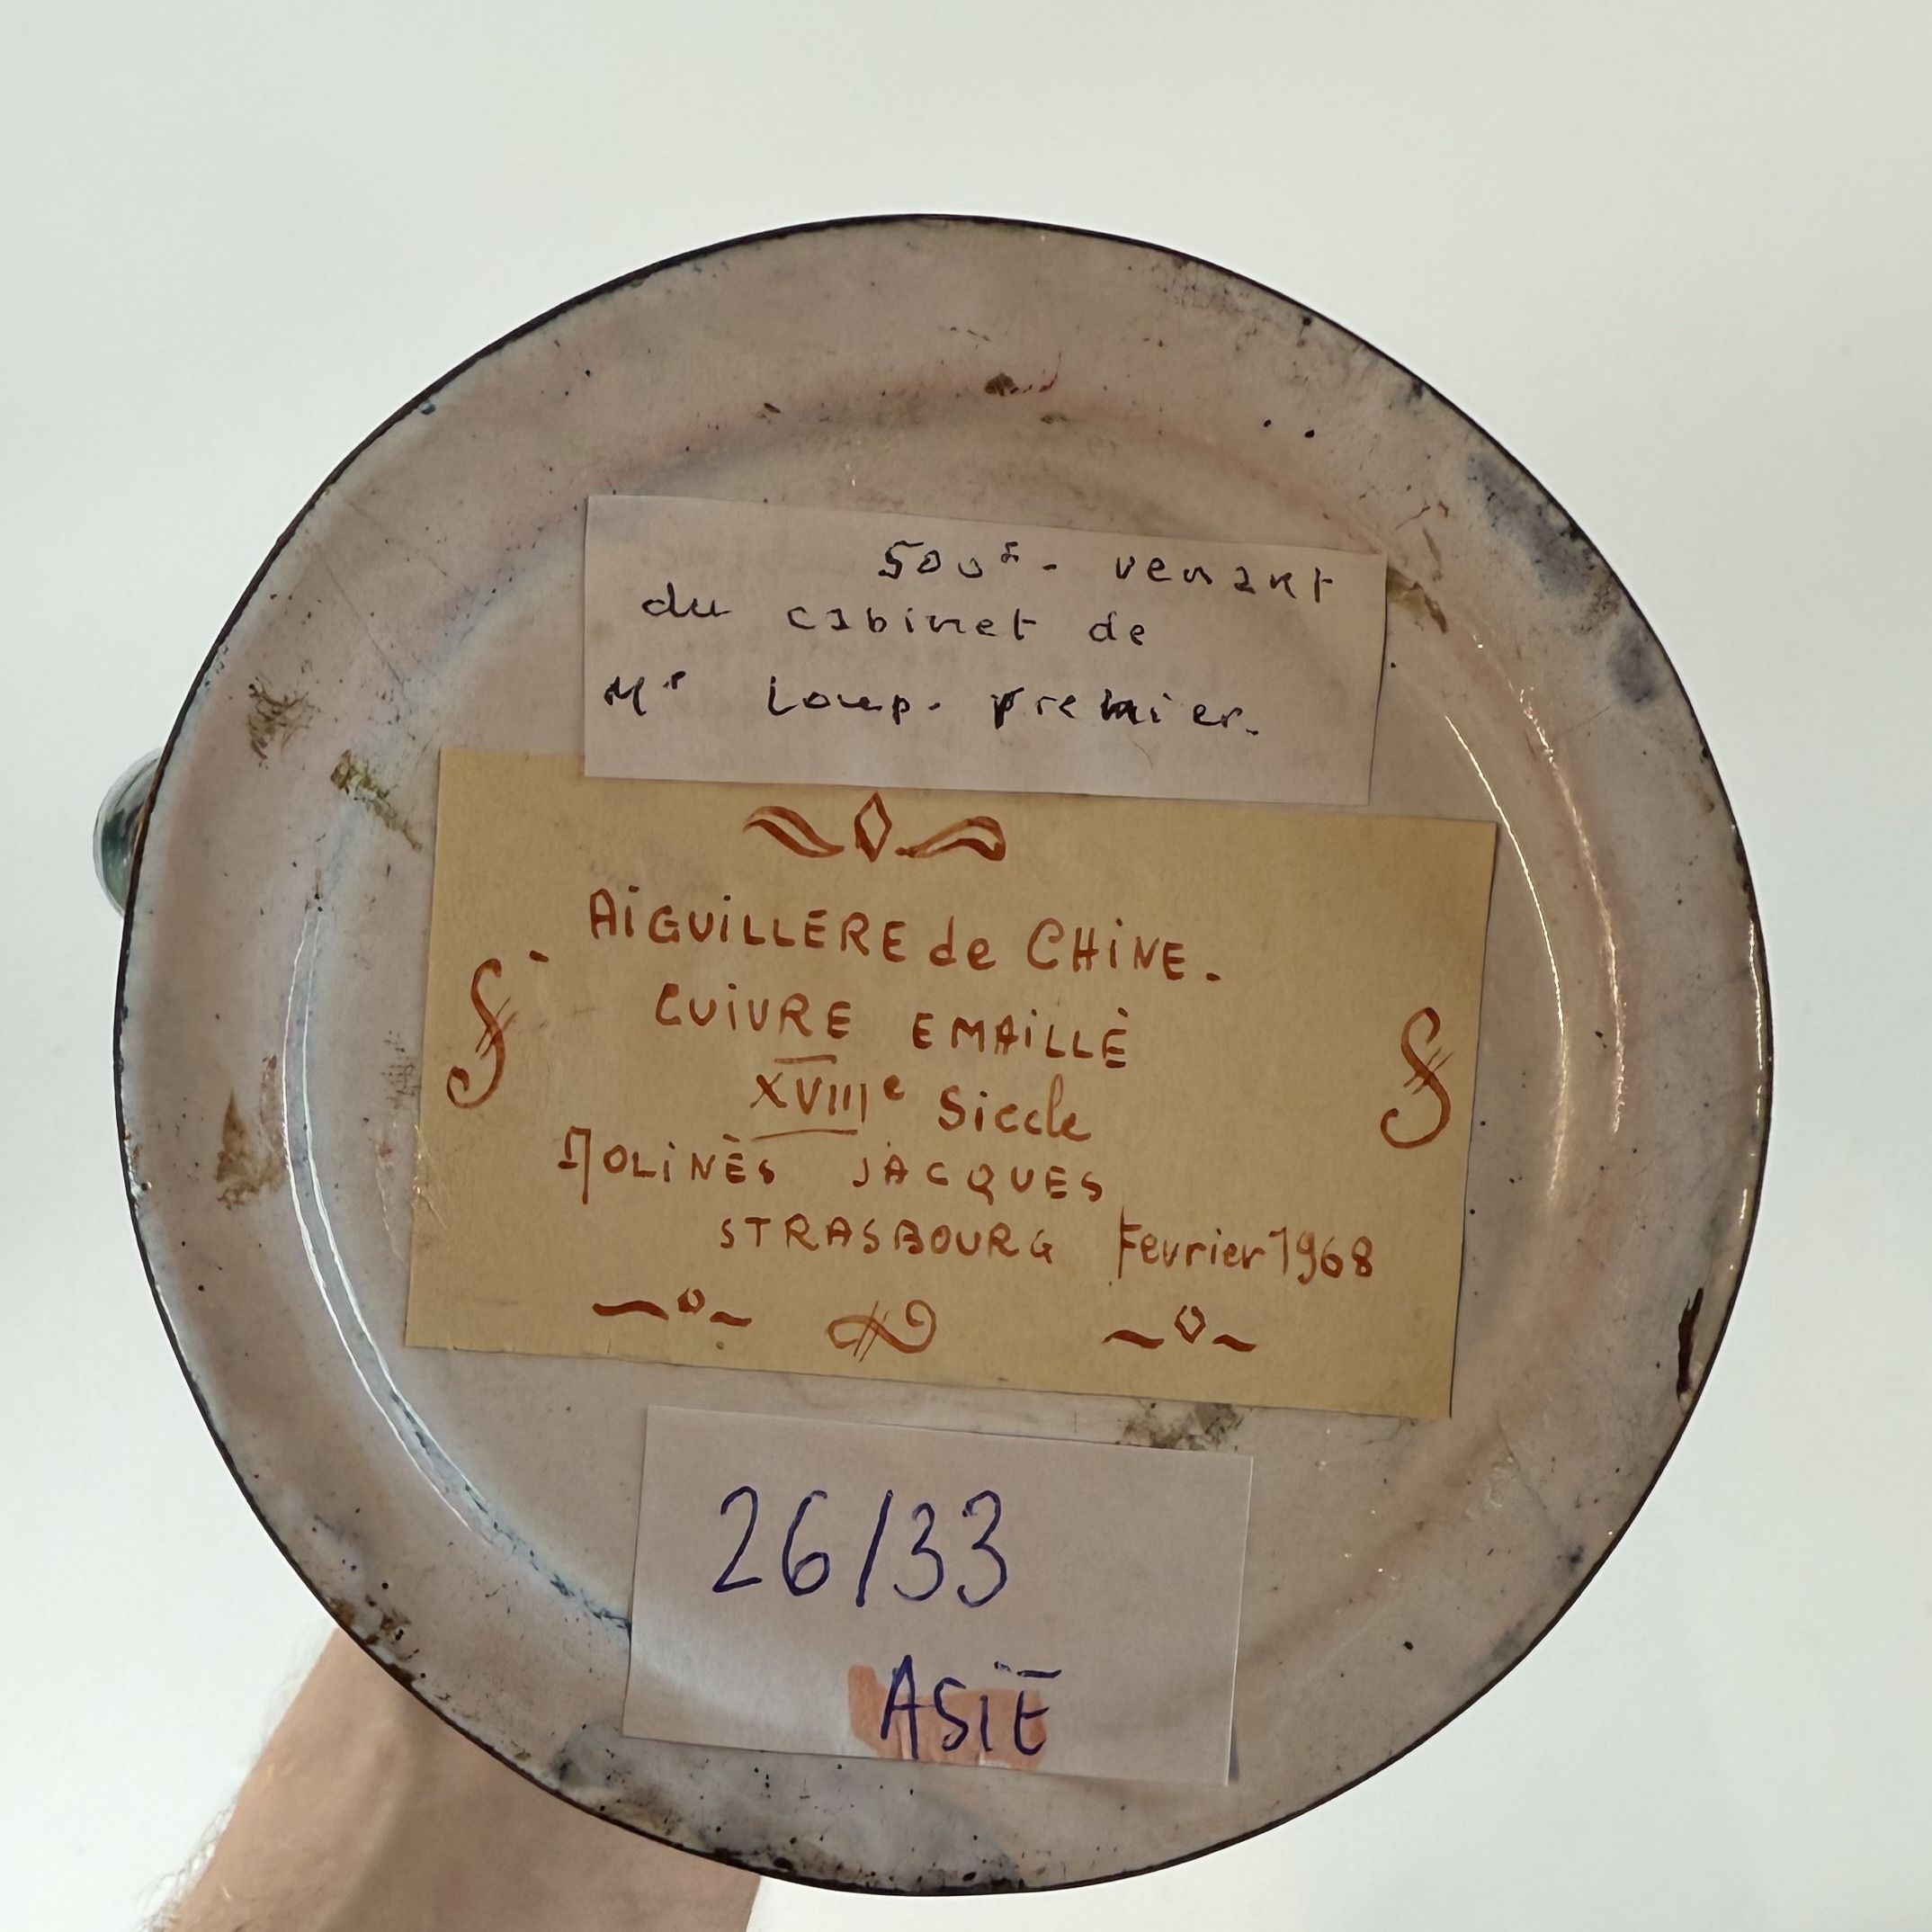 500F - venant
du cabinet de
Mr Loup. premier.
AiGUiLLERE de CHiNE.
CUiVRE EMAiLLÈ
XVIIIe Siecle
MOLiNÈS JACQUES
STRASBOURG Fevrier 1968
26/33
ASiE